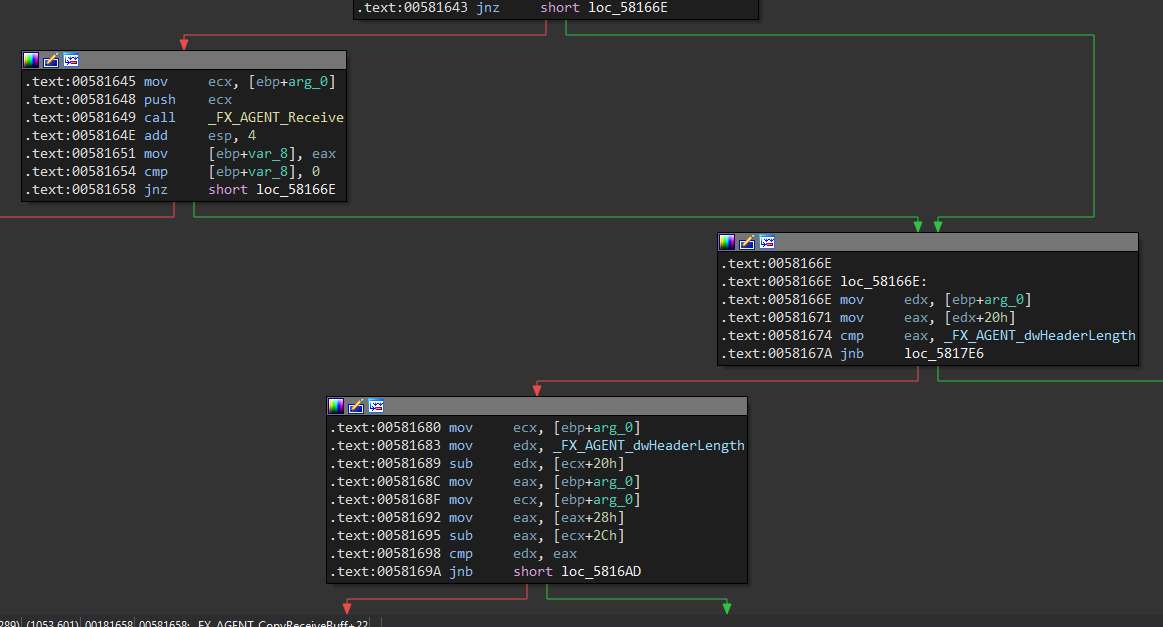 .text:00581643 jnz short loc_58166E
.text:00581645 mov ecx, [ebp+arg_0]
.text:00581648 push ecx
.text:00581649 call _FX_AGENT_Receive
.text:0058164E add esp, 4
.text:00581651 mov [ebp+var_8], eax
.text:00581654 cmp [ebp+var_8], 0
.text:00581658 jnz short loc_58166E
.text:0058166E
.text:0058166E loc_58166E:
.text:0058166E mov edx, [ebp+arg_0]
.text:00581671 mov eax, [edx+20h]
.text:00581674 cmp eax, _FX_AGENT_dwHeaderLength
.text:0058167A jnb loc_5817E6
.text:00581680 mov ecx, [ebp+arg_0]
.text:00581683 mov edx, _FX_AGENT_dwHeaderLength
.text:00581689 sub edx, [ecx+20h]
.text:0058168C mov eax, [ebp+arg_0]
.text:0058168F mov ecx, [ebp+arg_0]
.text:00581692 mov eax, [eax+28h]
.text:00581695 sub eax, [ecx+2Ch]
.text:00581698 cmp edx, eax
.text:0058169A jnb short loc_5816AD
289) (1053,601) 00181658 00581658: _FX_AGENT_CopyReceiveBuff+22